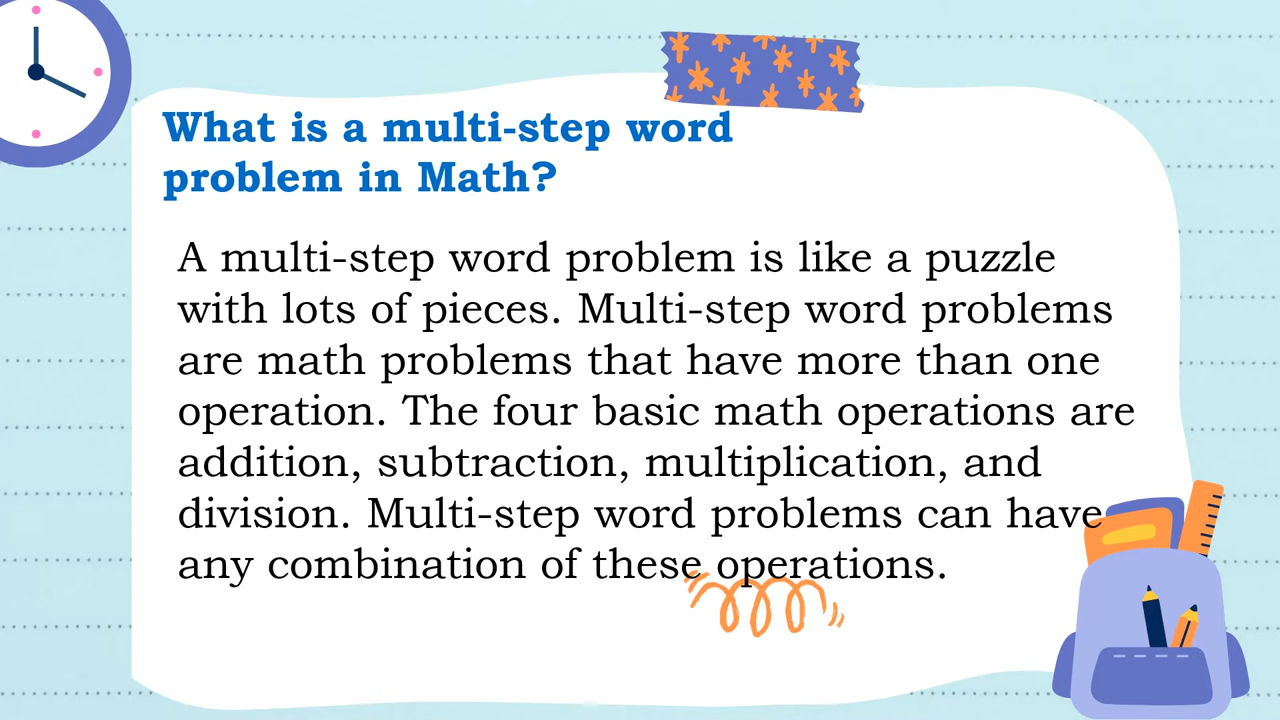 What is a multi-step word
problem in Math?
A multi-step word problem is like a puzzle
with lots of pieces. Multi-step word problems
are math problems that have more than one
operation. The four basic math operations are
addition, subtraction, multiplication, and
division. Multi-step word problems can have
any combination of these operations.